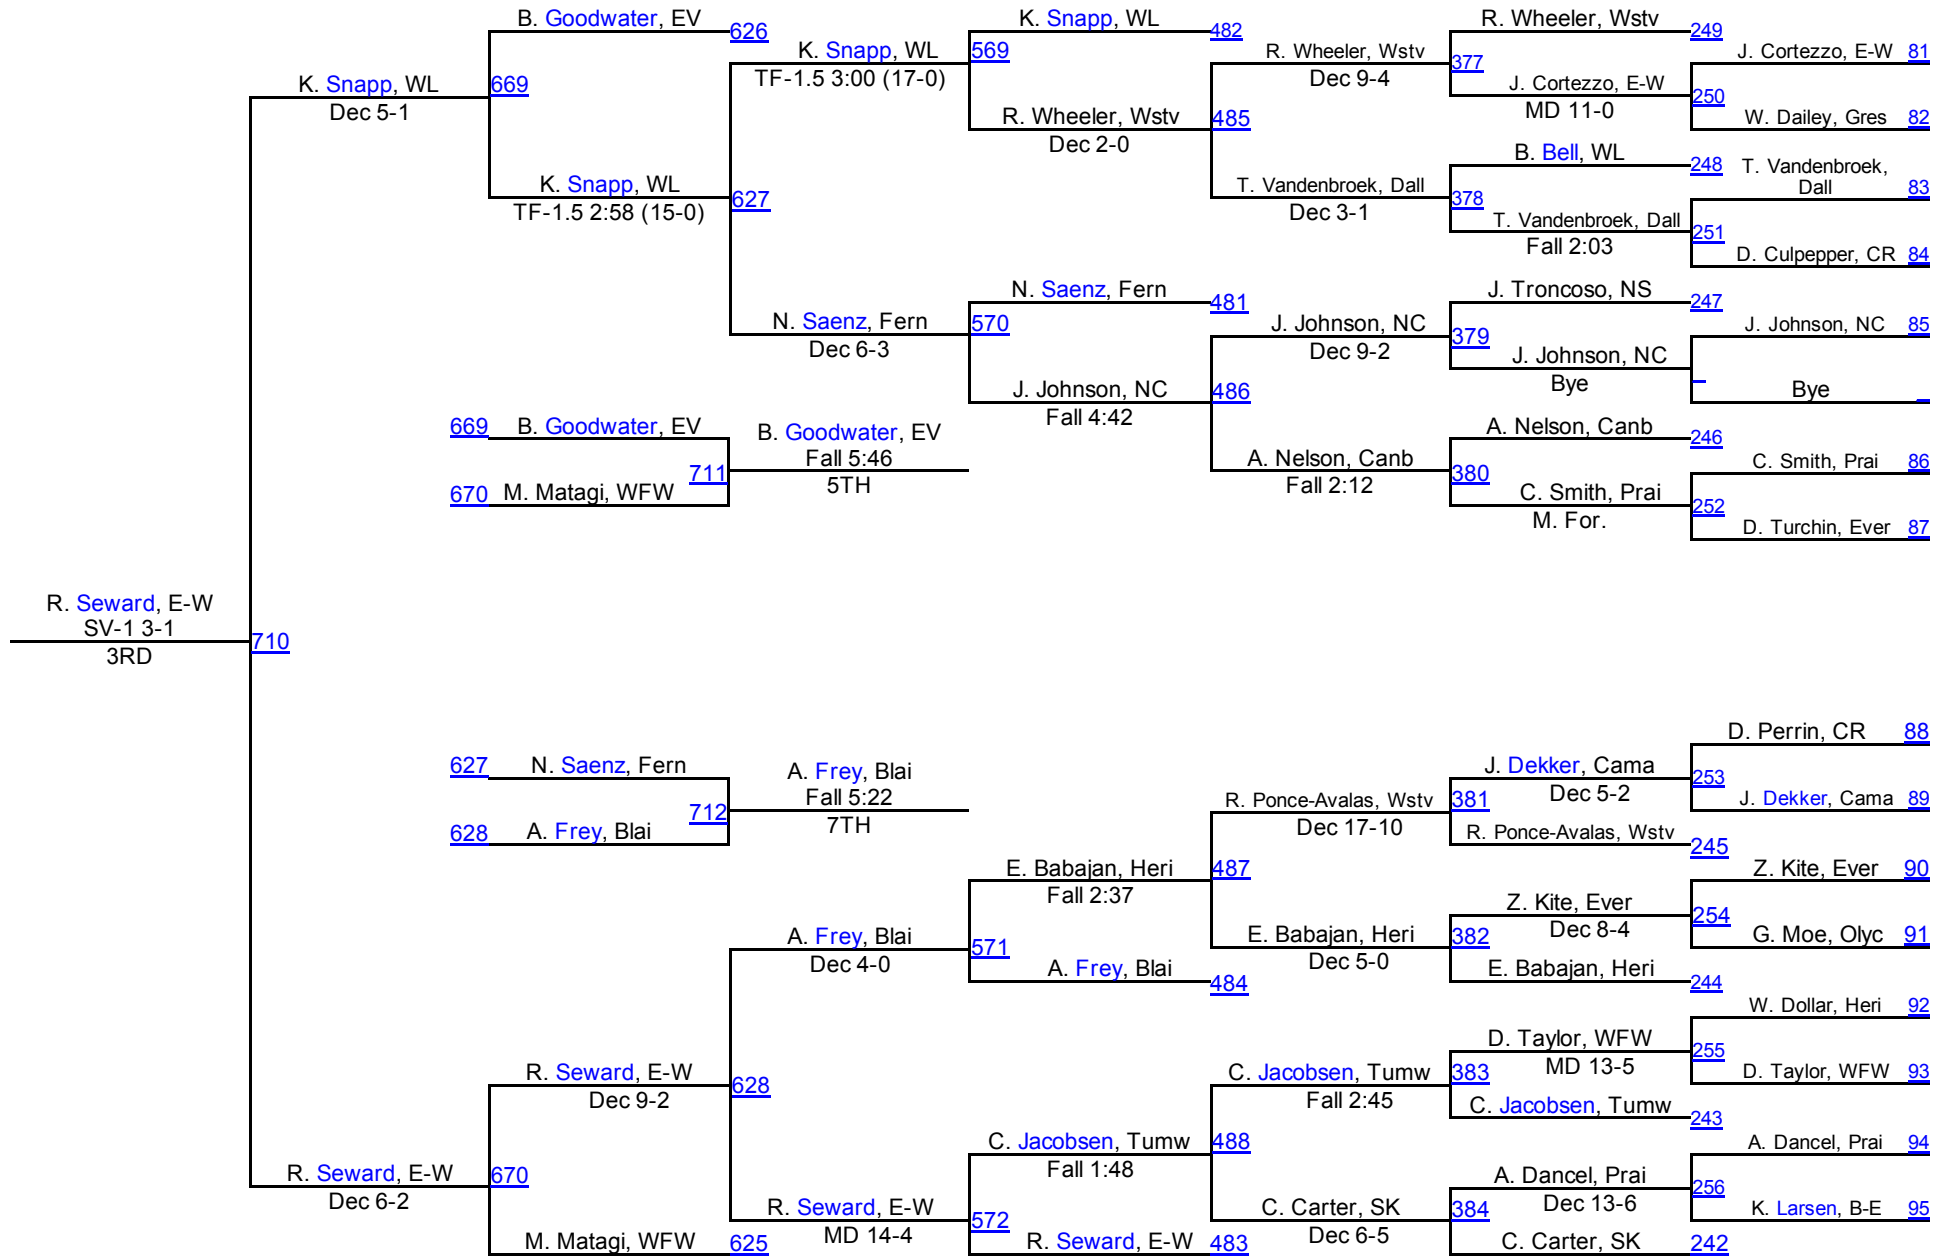 B. Goodwater, EV
626
K. Snapp, WL
482
R. Wheeler, Wstv
249
K. Snapp, WL
TF-1.5 3:00 (17-0)
569
R. Wheeler, Wstv
Dec 9-4
377
J. Cortezzo, E-W 81
K. Snapp, WL
Dec 5-1
669
J. Cortezzo, E-W
MD 11-0
250
R. Wheeler, Wstv
Dec 2-0
485
W. Dailey, Gres 82
B. Bell, WL
248
T. Vandenbroek,
Dall 83
K. Snapp, WL
TF-1.5 2:58 (15-0)
627
T. Vandenbroek, Dall
Dec 3-1
378
T. Vandenbroek, Dall
Fall 2:03
251
D. Culpepper, CR 84
N. Saenz, Fern
481
J. Troncoso, NS
247
N. Saenz, Fern
Dec 6-3
570
J. Johnson, NC
Dec 9-2
379
J. Johnson, NC 85
J. Johnson, NC
Bye
J. Johnson, NC
Fall 4:42
486
Bye
669 B. Goodwater, EV
B. Goodwater, EV
Fall 5:46
5TH
711
A. Nelson, Canb
246
A. Nelson, Canb
Fall 2:12
380
C. Smith, Prai 86
670 M. Matagi, WFW
C. Smith, Prai
M. For.
252
D. Turchin, Ever 87
R. Seward, E-W
SV-1 3-1
3RD
710
D. Perrin, CR 88
627 N. Saenz, Fern
A. Frey, Blai
Fall 5:22
7TH
712
J. Dekker, Cama
Dec 5-2
253
R. Ponce-Avalas, Wstv
Dec 17-10
381
J. Dekker, Cama 89
628 A. Frey, Blai
R. Ponce-Avalas, Wstv
245
E. Babajan, Heri
Fall 2:37
487
Z. Kite, Ever 90
Z. Kite, Ever
Dec 8-4
254
A. Frey, Blai
Dec 4-0
571
E. Babajan, Heri
Dec 5-0
382
G. Moe, Olyc 91
A. Frey, Blai
484
E. Babajan, Heri
244
W. Dollar, Heri 92
D. Taylor, WFW
MD 13-5
255
R. Seward, E-W
Dec 9-2
628
C. Jacobsen, Tumw
Fall 2:45
383
D. Taylor, WFW 93
C. Jacobsen, Tumw
243
C. Jacobsen, Tumw
Fall 1:48
488
A. Dancel, Prai 94
R. Seward, E-W
Dec 6-2
670
A. Dancel, Prai
Dec 13-6
256
R. Seward, E-W
MD 14-4
572
C. Carter, SK
Dec 6-5
384
K. Larsen, B-E 95
M. Matagi, WFW
625
R. Seward, E-W
483
C. Carter, SK
242